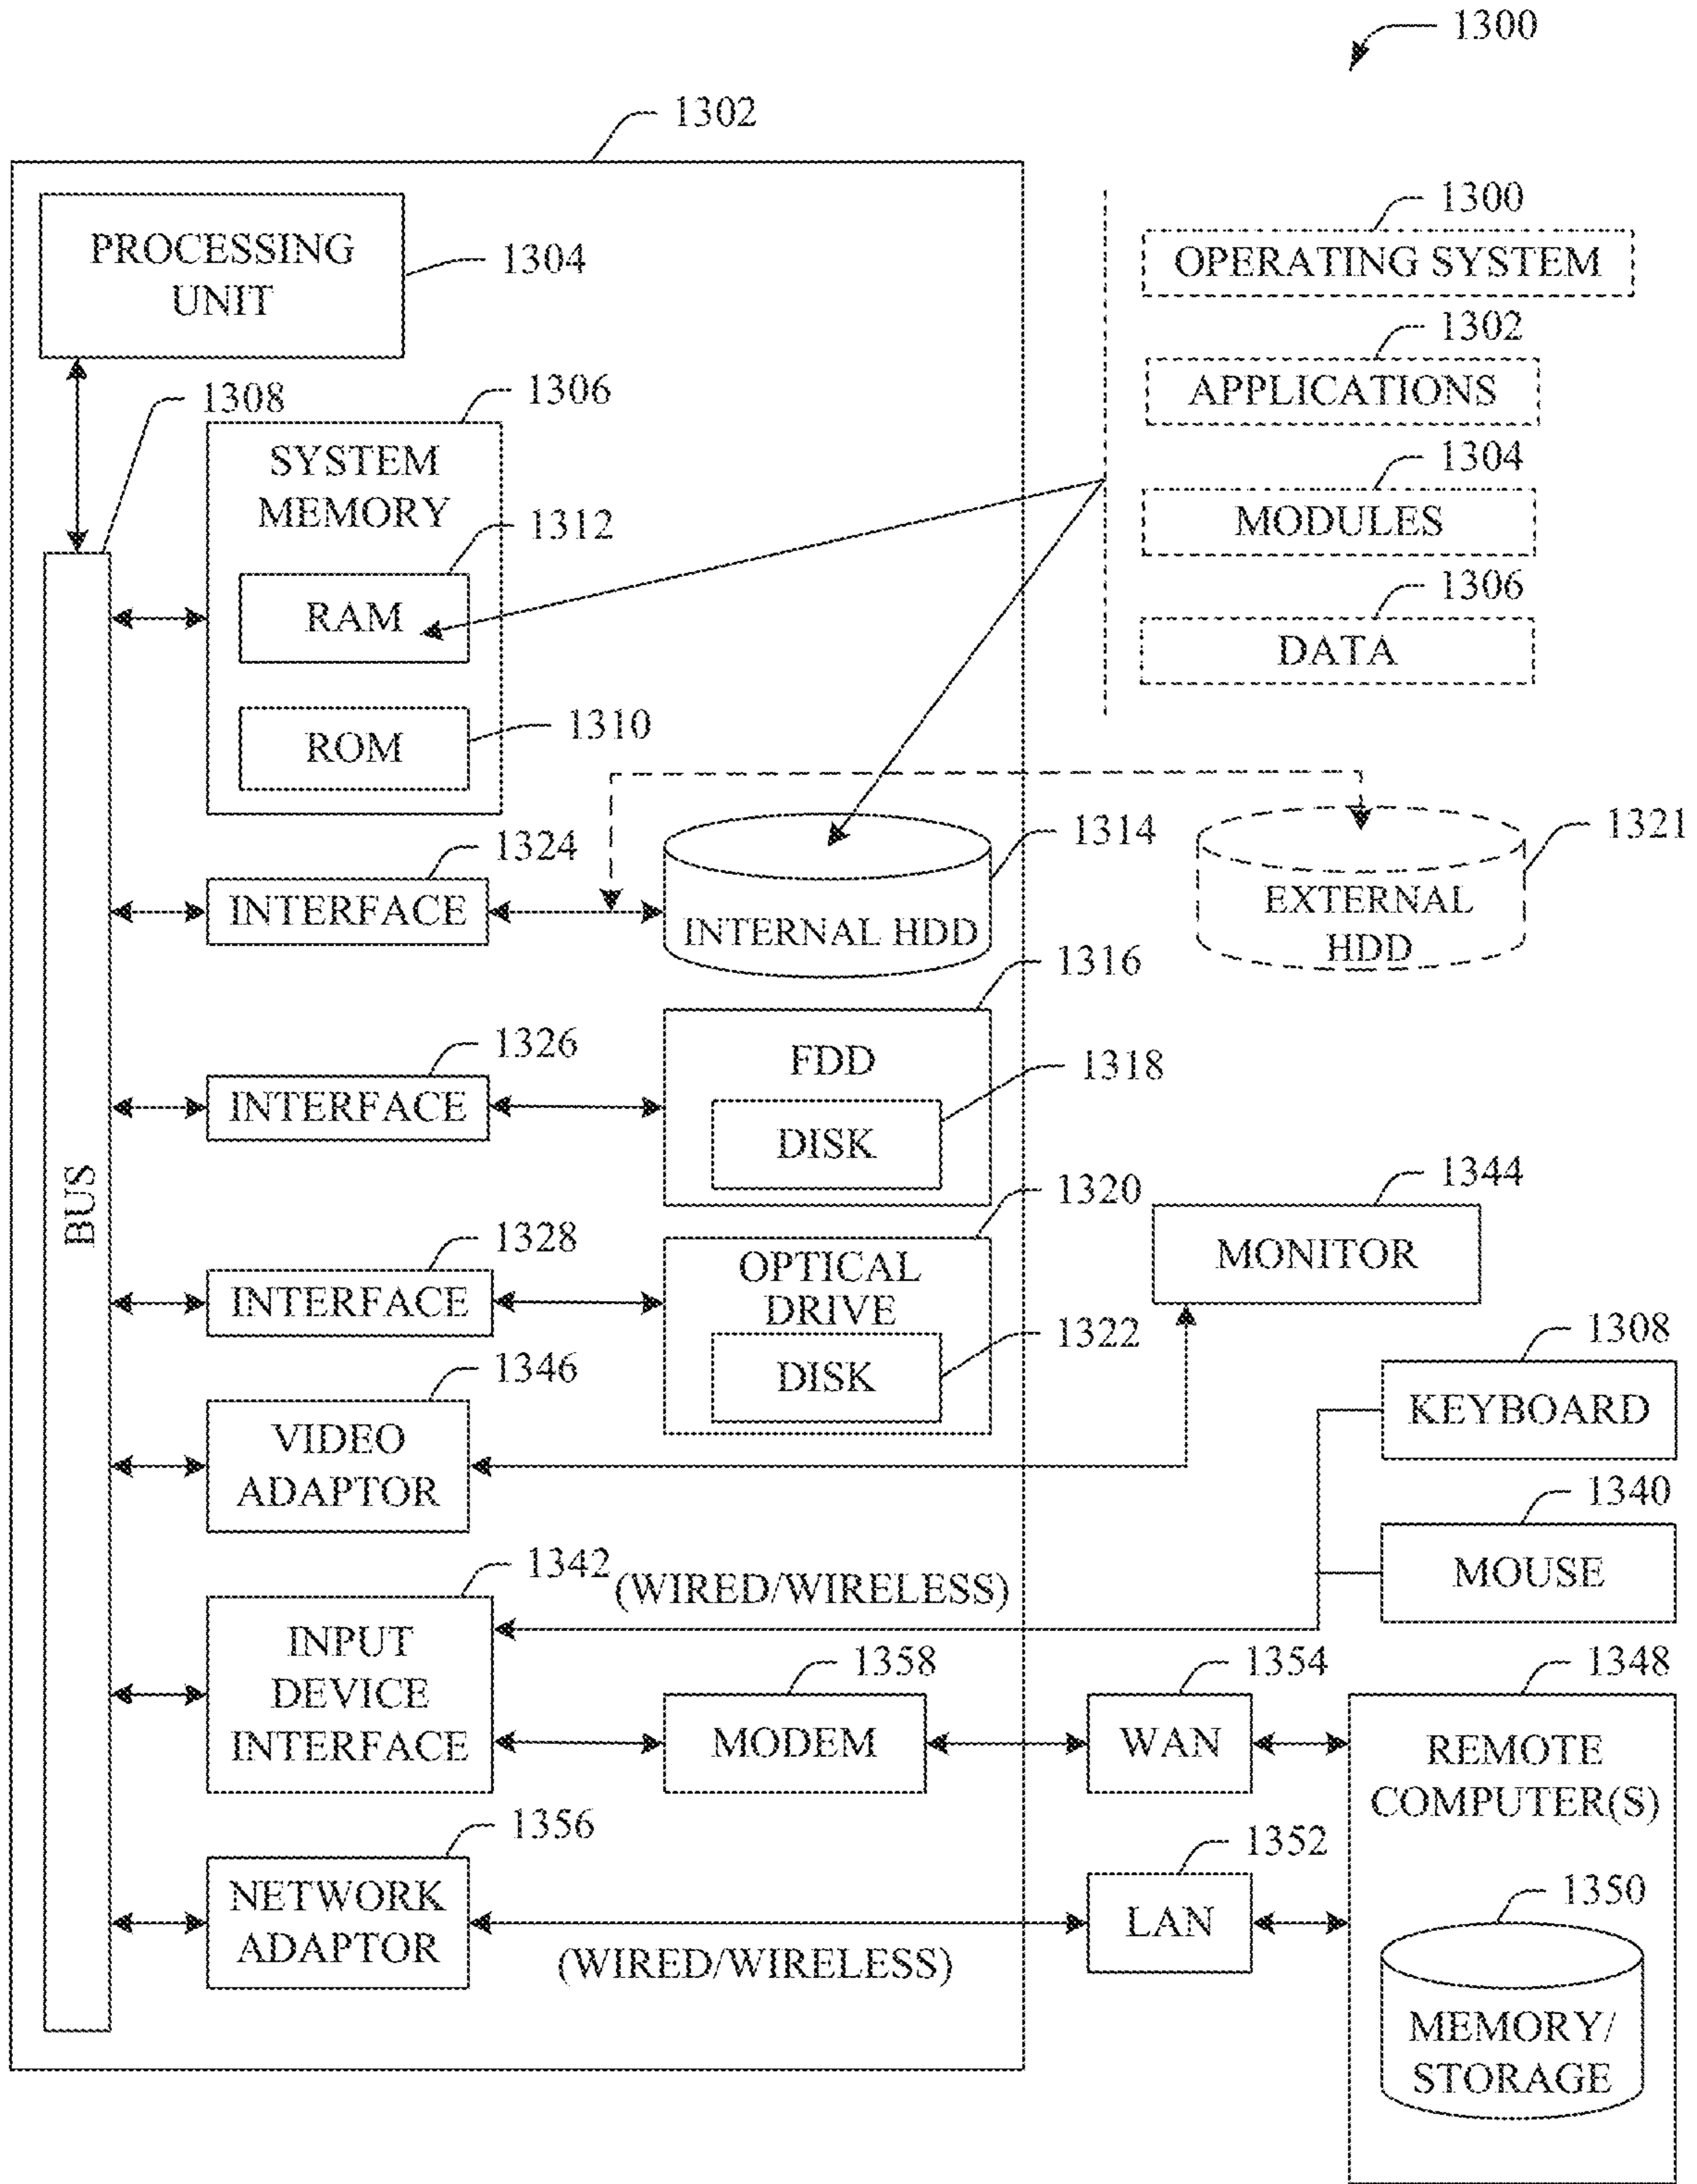 1300
1302
PROCESSING
UNIT
1304
1300
OPERATING SYSTEM
1302
APPLICATIONS
1304
MODULES
1306
DATA
1308
1306
SYSTEM
MEMORY
1312
RAM
1310
ROM
1324
INTERFACE
1314
INTERNAL HDD
1321
EXTERNAL
HDD
1316
FDD
1318
DISK
1326
INTERFACE
BUS
1320
OPTICAL
DRIVE
1322
DISK
1328
INTERFACE
1344
MONITOR
1308
KEYBOARD
1346
VIDEO
ADAPTOR
1340
MOUSE
1342
(WIRED/WIRELESS)
INPUT
DEVICE
INTERFACE
1358
MODEM
1354
WAN
1348
REMOTE
COMPUTER(S)
1356
NETWORK
ADAPTOR
(WIRED/WIRELESS)
1352
LAN
1350
MEMORY/
STORAGE